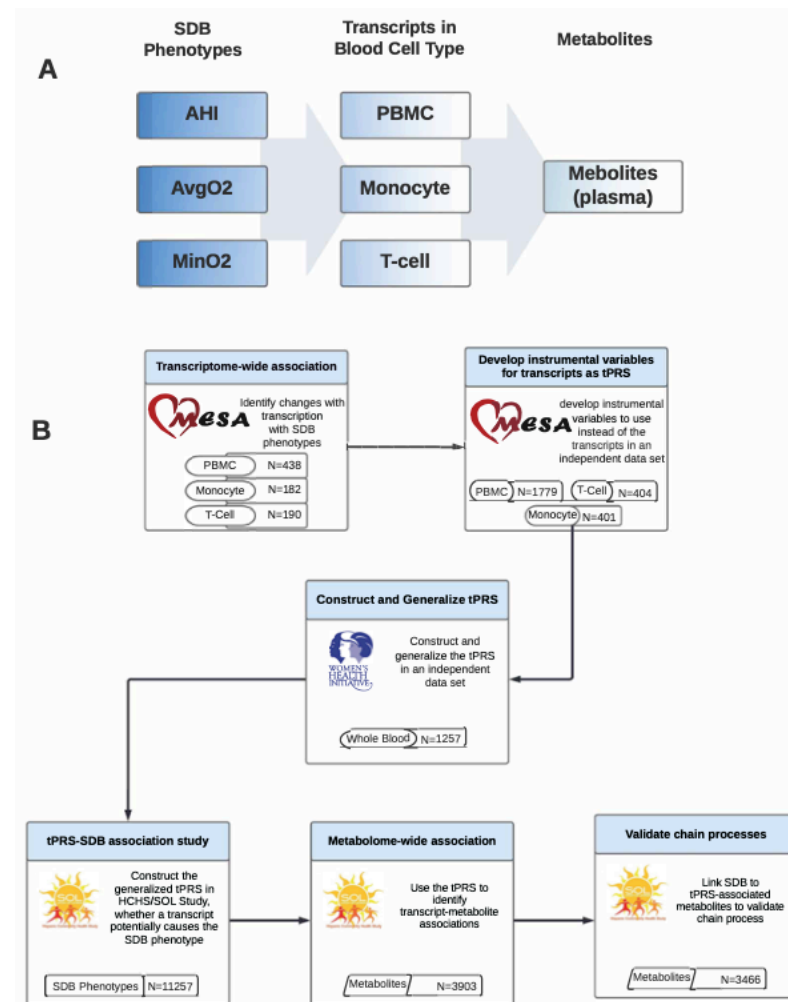 SDB
Phenotypes
Transcripts in
Blood Cell Type
Metabolites
A
AHI
PBMC
AvgO2
Monocyte
Mebolites
(plasma)
MinO2
T-cell
B
Transcriptome-wide association
MESA
Identify changes with
transcription
with SDB
phenotypes
PBMC N=438
Monocyte N=182
T-Cell N=190
Develop instrumental variables
for transcripts as tPRS
MESA
develop instrumental
variables to use
instead of the
transcripts in an
independent data set
PBMC N=1779 T-Cell N=404
Monocyte N=401
Construct and Generalize tPRS
WOMEN'S
HEALTH
INITIATIVE
Construct and
generalize the tPRS
in an independent
data set
Whole Blood N=1257
tPRS-SDB association study
SOL
Construct the
generalized tPRS in
HCHS/SOL Study,
whether a transcript
potentially causes the
SDB phenotype
SDB Phenotypes N=11257
Metabolome-wide association
SOL
Use the tPRS to
identify
transcript-metabolite
associations
Metabolites N=3903
Validate chain processes
SOL
Link SDB to
tPRS-associated
metabolites to validate
chain process
Metabolites N=3466